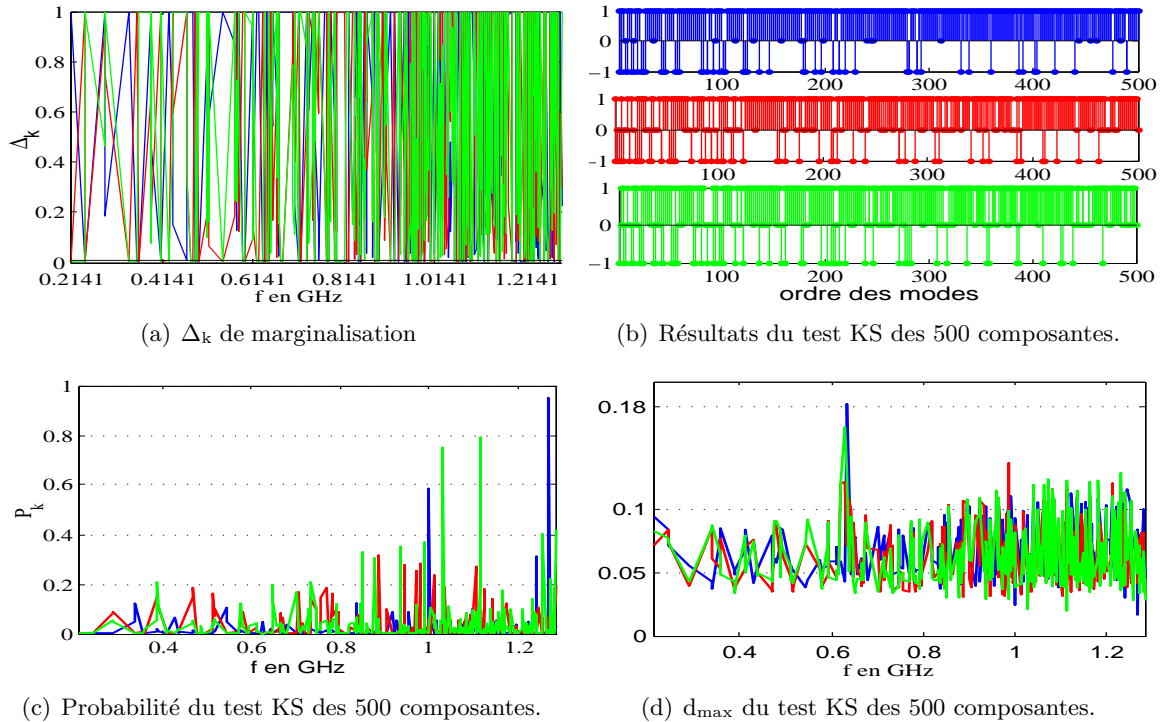 1
0.8
0.6
0.4
0.2
0
Δk
0.2141 0.4141 0.6141 0.8141 1.0141 1.2141
f en GHz
(a) Δk de marginalisation
1
0
−1
100 200 300 400 500
1
0
−1
100 200 300 400 500
1
0
−1
100 200 300 400 500
ordre des modes
(b) Résultats du test KS des 500 composantes.
1
0.8
0.6
0.4
0.2
0
Pk
0.4 0.6 0.8 1 1.2
f en GHz
(c) Probabilité du test KS des 500 composantes.
0.18
0.1
0.05
0
0.4 0.6 0.8 1 1.2
f en GHz
(d) dmax du test KS des 500 composantes.